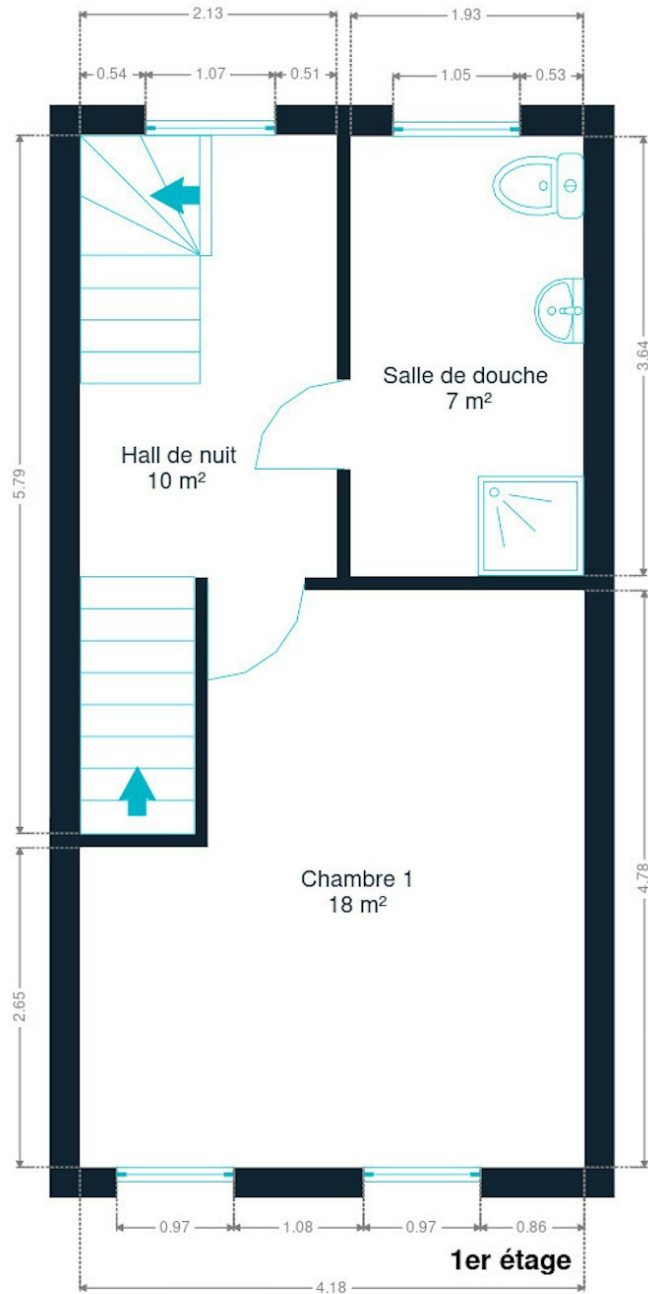 2.13
1.93
0.54
1.07
0.51
1.05
0.53
Salle de douche
7 m²
3.64
Hall de nuit
10 m²
5.79
Chambre 1
18 m²
4.78
2.65
0.97
1.08
0.97
0.86
1er étage
4.18